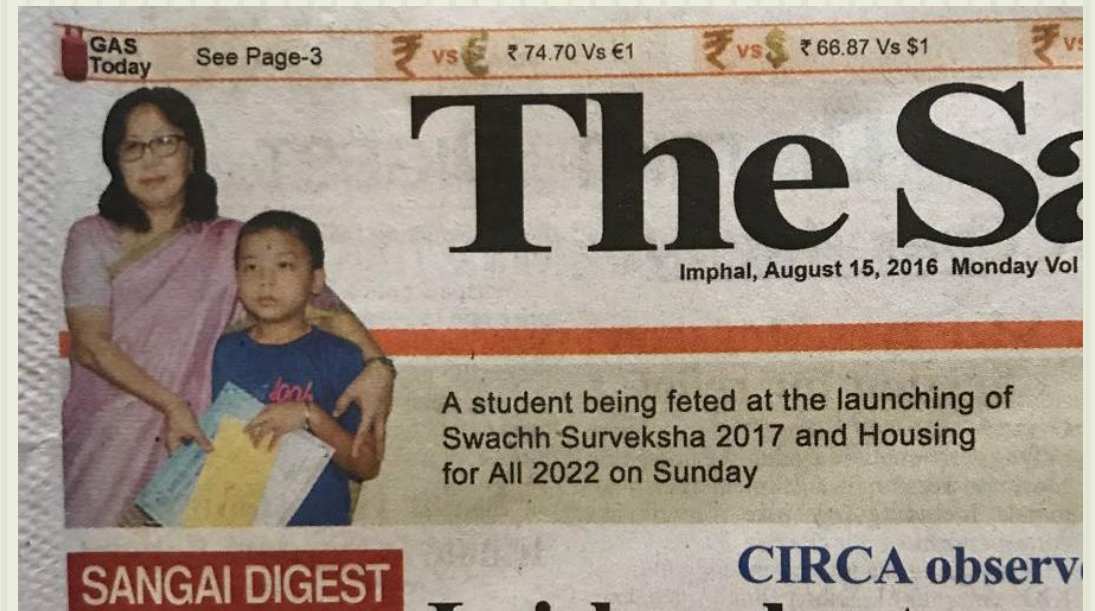 GAS
Today
See Page-3
₹ vs € ₹ 74.70 Vs €1
₹ vs $ ₹ 66.87 Vs $1
₹ vs
The Sa
Imphal, August 15, 2016 Monday Vol
A student being feted at the launching of
Swachh Surveksha 2017 and Housing
for All 2022 on Sunday
SANGAI DIGEST
CIRCA observ